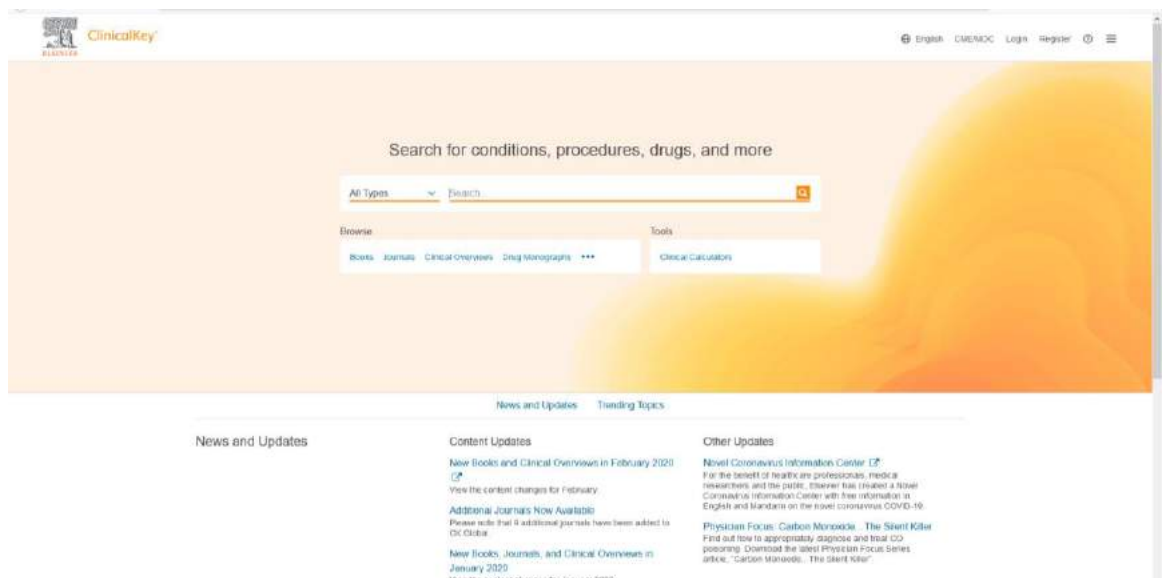 ELSEVIER
ClinicalKey®
English CME/MOC Login Register
Search for conditions, procedures, drugs, and more
All Types
Search
Browse
Tools
Books Journals Clinical Overviews Drug Monographs •••
Clinical Calculators
News and Updates Trending Topics
News and Updates
Content Updates
New Books and Clinical Overviews in February 2020
View the content changes for February
Additional Journals Now Available
Please note that 8 additional journals have been added to
CK Global.
New Books, Journals, and Clinical Overviews in
January 2020
Other Updates
Novel Coronavirus Information Center
For the benefit of healthcare professionals, medical
researchers and the public, Elsevier has created a Novel
Coronavirus Information Center with free information in
English and Mandarin on the novel coronavirus COVID-19.
Physician Focus: Carbon Monoxide... The Silent Killer
Find out how to appropriately diagnose and treat CO
poisoning. Download the latest Physician Focus Series
article, "Carbon Monoxide... The Silent Killer".